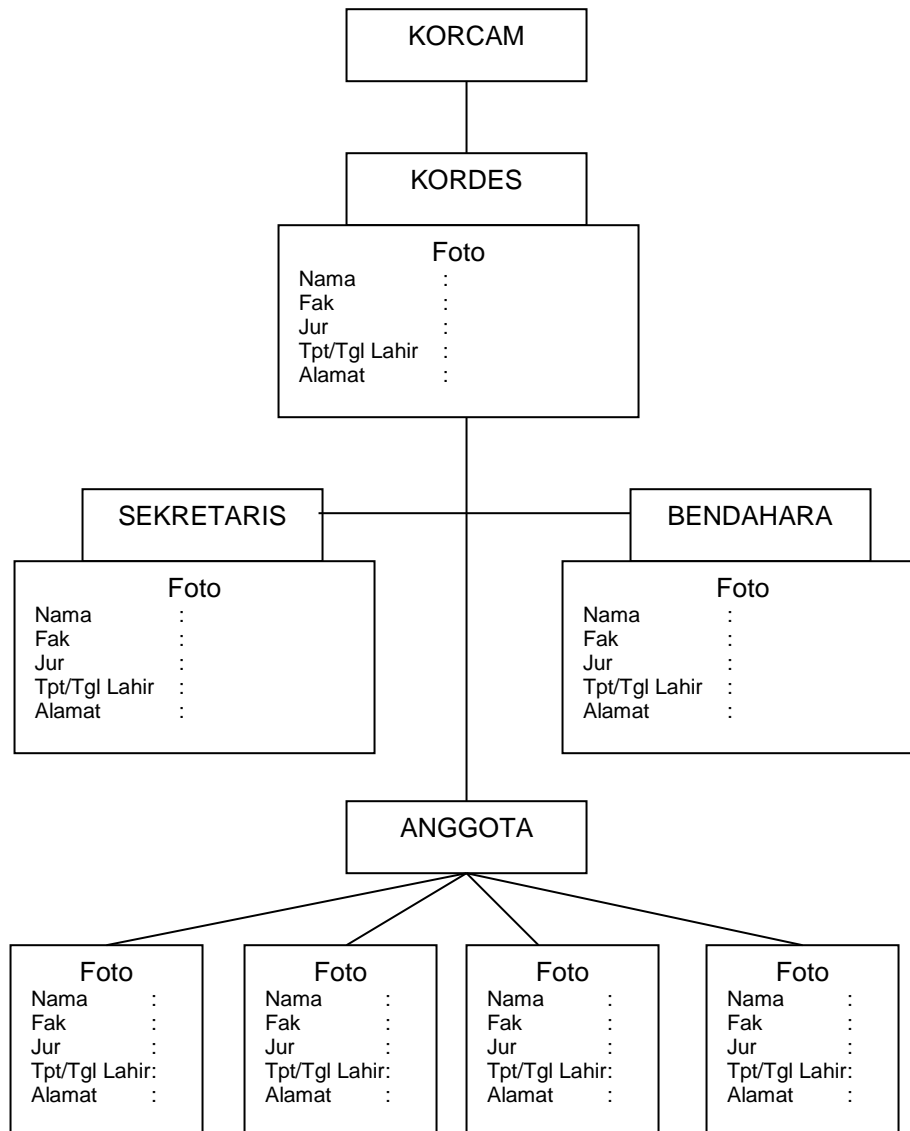 KORCAM
KORDES
Foto
Nama :
Fak :
Jur :
Tpt/Tgl Lahir :
Alamat :
SEKRETARIS
Foto
Nama :
Fak :
Jur :
Tpt/Tgl Lahir :
Alamat :
BENDAHARA
Foto
Nama :
Fak :
Jur :
Tpt/Tgl Lahir :
Alamat :
ANGGOTA
Foto
Nama :
Fak :
Jur :
Tpt/Tgl Lahir:
Alamat :
Foto
Nama :
Fak :
Jur :
Tpt/Tgl Lahir:
Alamat :
Foto
Nama :
Fak :
Jur :
Tpt/Tgl Lahir:
Alamat :
Foto
Nama :
Fak :
Jur :
Tpt/Tgl Lahir:
Alamat :